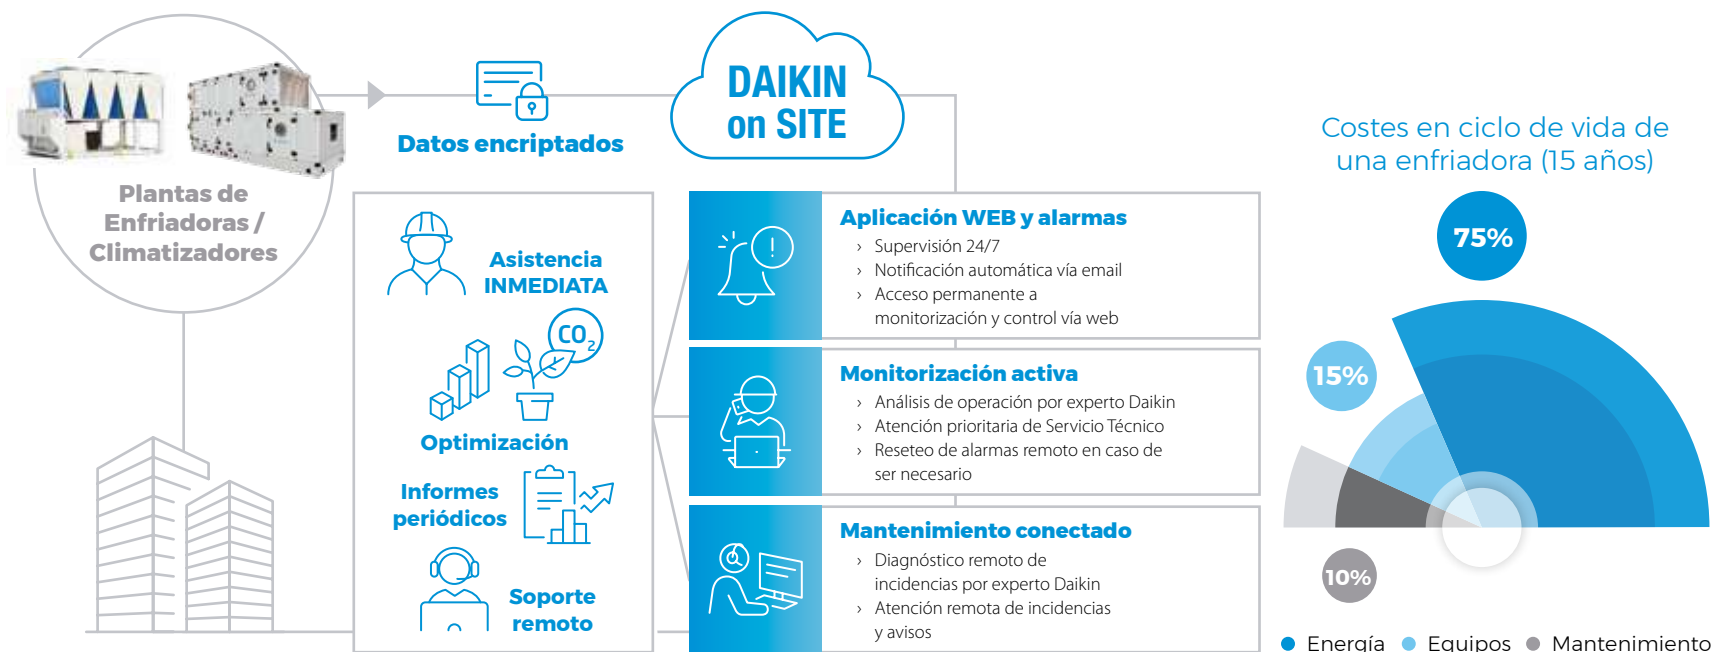 Plantas de
Enfriadoras /
Climatizadores
Datos encriptados
DAIKIN
on SITE
Asistencia
INMEDIATA
CO2
Optimización
Informes
periódicos
Soporte
remoto
Aplicación WEB y alarmas
› Supervisión 24/7
› Notificación automática vía email
› Acceso permanente a
monitorización y control vía web
Monitorización activa
› Análisis de operación por experto Daikin
› Atención prioritaria de Servicio Técnico
› Reseteo de alarmas remoto en caso de
ser necesario
Mantenimiento conectado
› Diagnóstico remoto de
incidencias por experto Daikin
› Atención remota de incidencias
y avisos
Costes en ciclo de vida de
una enfriadora (15 años)
75%
15%
10%
Energía Equipos Mantenimiento